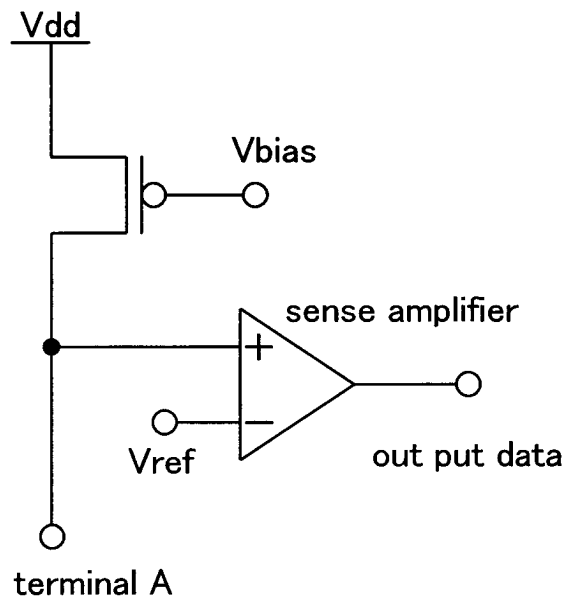 Vdd
Vbias
sense amplifier
+
−
Vref
out put data
terminal A